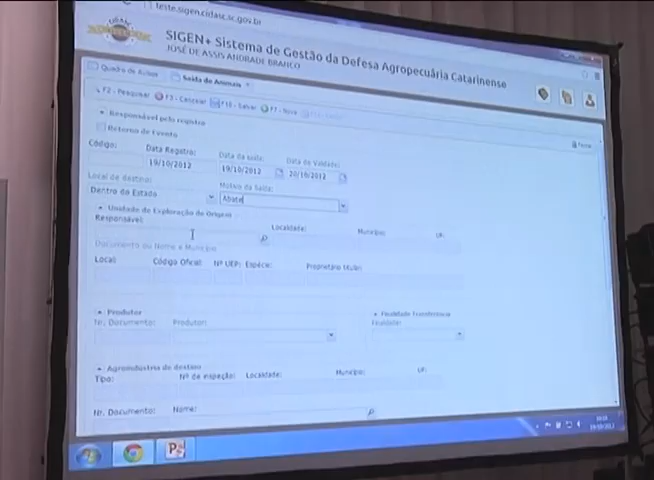 teste.sigen.cidasc.sc.gov.br
CIDASC
SIGEN+ Sistema de Gestão da Defesa Agropecuária Catarinense
JOSÉ DE ASSIS ANDRADE BRANCO
Quadro de Avisos Saída de Animais
F2 - Pesquisar F3 - Cancelar F10 - Salvar F7 - Novo
Fechar
Responsável pelo registro
Retorno de Evento
Código: Data Registro: Data da saída: Data de Validade:
19/10/2012 19/10/2012 20/10/2012
Local de destino: Motivo da Saída:
Dentro do Estado Abate
Unidade de Exploração de Origem
Responsável: Localidade: Município: UF:
Documento ou Nome e Município
Local: Código Oficial: Nº UEP: Espécie: Proprietário titular:
Produtor Finalidade Transferência
Nr. Documento: Produtor: Finalidade:
Agroindústria de destino
Tipo: Nº de inspeção: Localidade: Município: UF:
Nr. Documento: Nome: